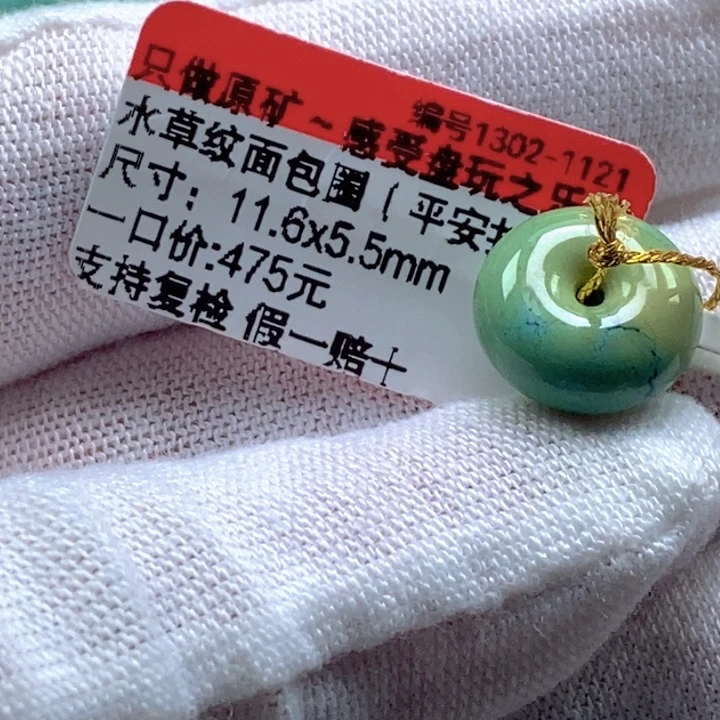 只做原矿~感受盘玩之乐
编号1302-1121
水草纹面包圈(平安扣
尺寸：11.6x5.5mm
一口价:475元
支持复检 假一赔十